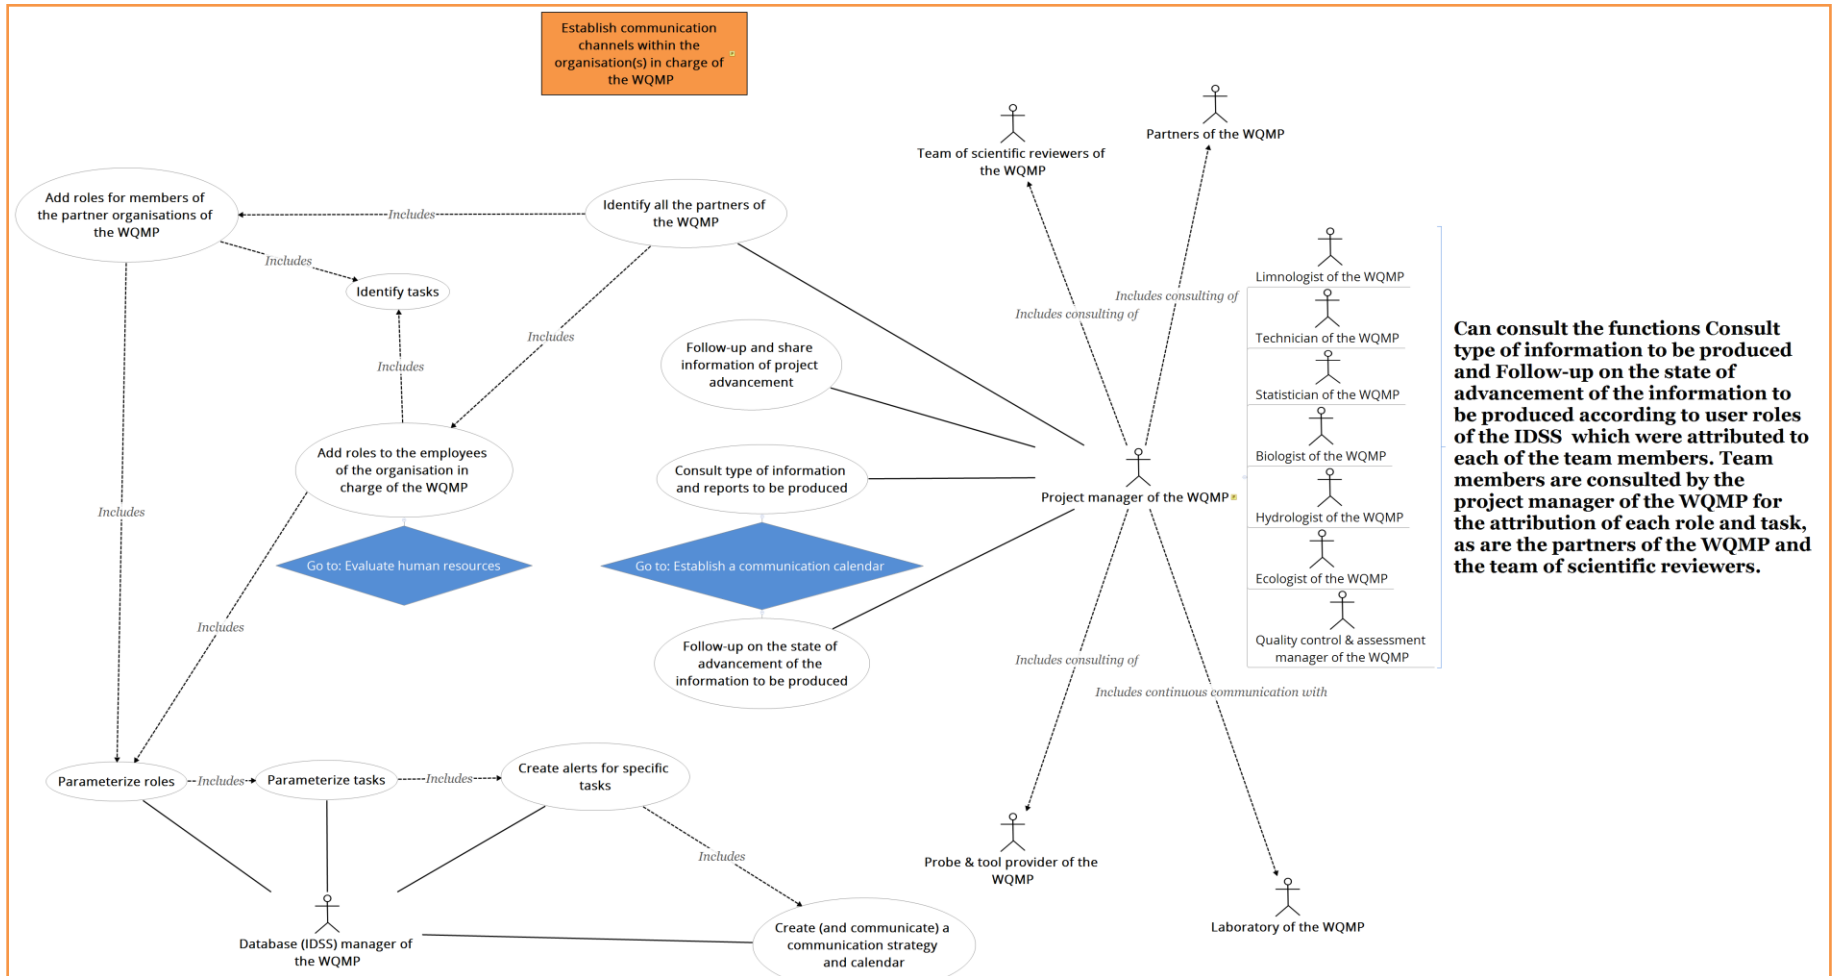 Establish communication
channels within the
organisation(s) in charge of
the WQMP
Partners of the WQMP
Team of scientific reviewers of
the WQMP
Add roles for members of
the partner organisations of
the WQMP
Includes
Identify all the partners of
the WQMP
Includes
Identify tasks
Includes
Includes
Includes consulting of
Includes consulting of
Follow-up and share
information of project
advancement
Limnologist of the WQMP
Technician of the WQMP
Statistician of the WQMP
Biologist of the WQMP
Hydrologist of the WQMP
Ecologist of the WQMP
Quality control & assessment
manager of the WQMP
Can consult the functions Consult
type of information to be produced
and Follow-up on the state of
advancement of the information to
be produced according to user roles
of the IDSS which were attributed to
each of the team members. Team
members are consulted by the
project manager of the WQMP for
the attribution of each role and task,
as are the partners of the WQMP and
the team of scientific reviewers.
Add roles to the employees
of the organisation in
charge of the WQMP
Consult type of information
and reports to be produced
Project manager of the WQMP
Includes
Go to: Evaluate human resources
Go to: Establish a communication calendar
Includes
Follow-up on the state of
advancement of the
information to be produced
Includes consulting of
Includes continuous communication with
Parameterize roles
Includes
Parameterize tasks
Includes
Create alerts for specific
tasks
Includes
Probe & tool provider of the
WQMP
Laboratory of the WQMP
Database (IDSS) manager of
the WQMP
Create (and communicate) a
communication strategy
and calendar